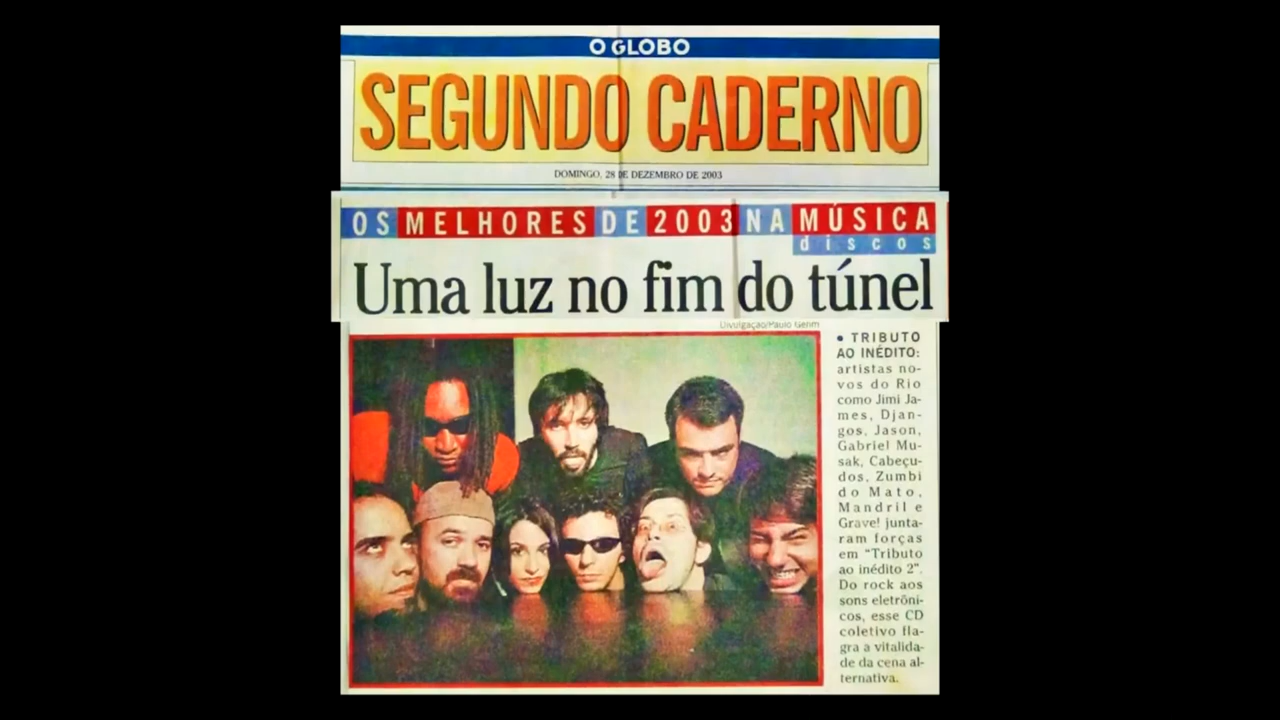 O GLOBO
SEGUNDO CADERNO
DOMINGO, 28 DE DEZEMBRO DE 2003
OS MELHORES DE 2003 NA MÚSICA
discos
Uma luz no fim do túnel
Divulgação/Paulo Gerim
• TRIBUTO
AO INÉDITO:
artistas no-
vos do Rio
como Jimi Ja-
mes, Djan-
gos, Jason,
Gabriel Mu-
sak, Cabeçu-
dos, Zumbi
do Mato,
Mandril e
Grave! junta-
ram forças
em “Tributo
ao inédito 2”.
Do rock aos
sons eletrôni-
cos, esse CD
coletivo fla-
gra a vitalida-
de da cena al-
ternativa.